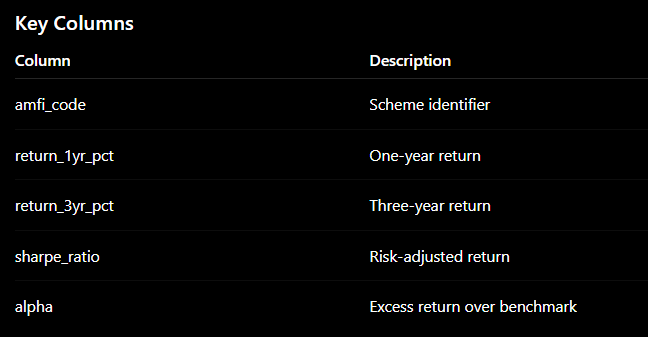 Key Columns
Column Description
amfi_code Scheme identifier
return_1yr_pct One-year return
return_3yr_pct Three-year return
sharpe_ratio Risk-adjusted return
alpha Excess return over benchmark